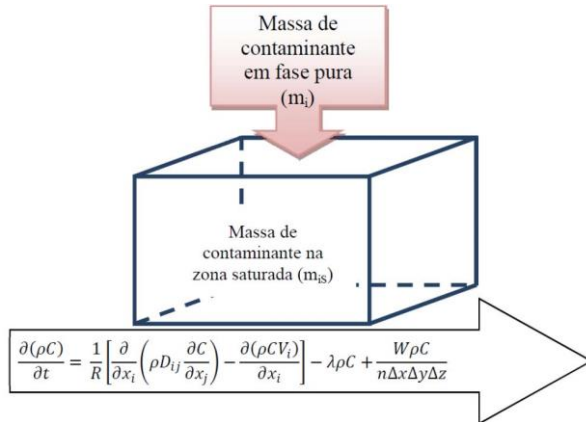 Massa de
contaminante
em fase pura
(mᵢ)
Massa de
contaminante na
zona saturada (mᵢₛ)
∂(ρC)/∂t = 1/R [∂/∂xᵢ (ρDᵢⱼ ∂C/∂xⱼ) − ∂(ρCVᵢ)/∂xᵢ] − λρC + WρC/nΔxΔyΔz